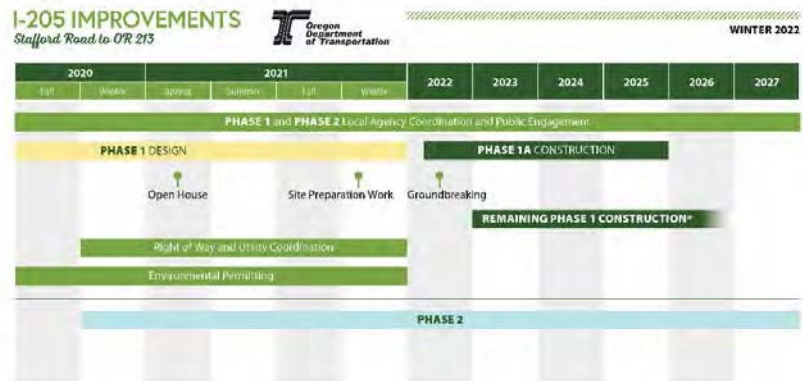 I-205 IMPROVEMENTS
Stafford Road to OR 213
Oregon
Department
of Transportation
WINTER 2022
2020 2021 2022 2023 2024 2025 2026 2027
Fall Winter Spring Summer Fall Winter
PHASE 1 and PHASE 2 Local Agency Coordination and Public Engagement
PHASE 1 DESIGN PHASE 1A CONSTRUCTION
Open House Site Preparation Work Groundbreaking
REMAINING PHASE 1 CONSTRUCTION*
Right of Way and Utility Coordination
Environmental Permitting
PHASE 2